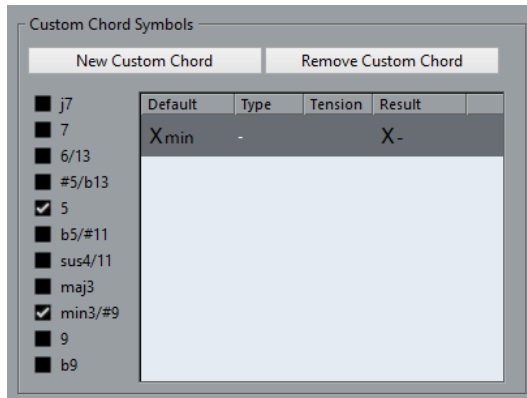 Custom Chord Symbols
New Custom Chord Remove Custom Chord
j7
7
6/13
#5/b13
5
b5/#11
sus4/11
maj3
min3/#9
9
b9
Default Type Tension Result
Xmin - X-